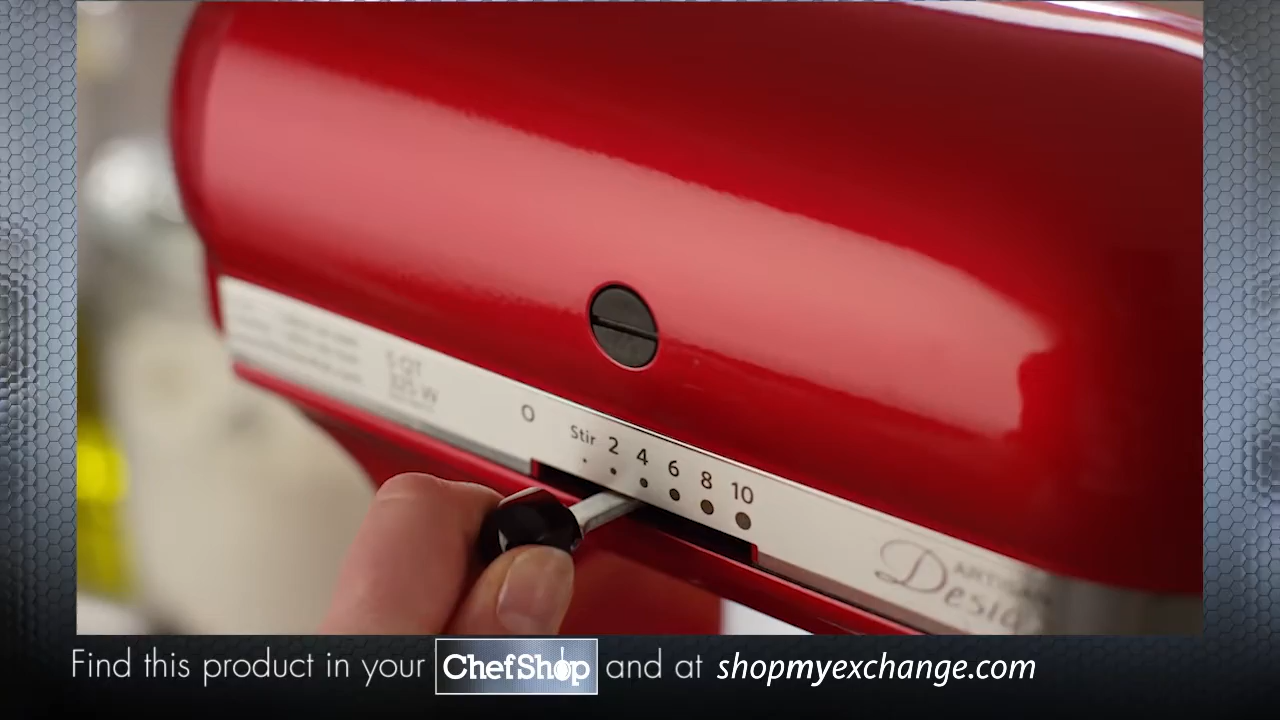 5 QT
325 W
0
Stir 2 4 6 8 10
ARTISAN
Design
Find this product in your ChefShop and at shopmyexchange.com